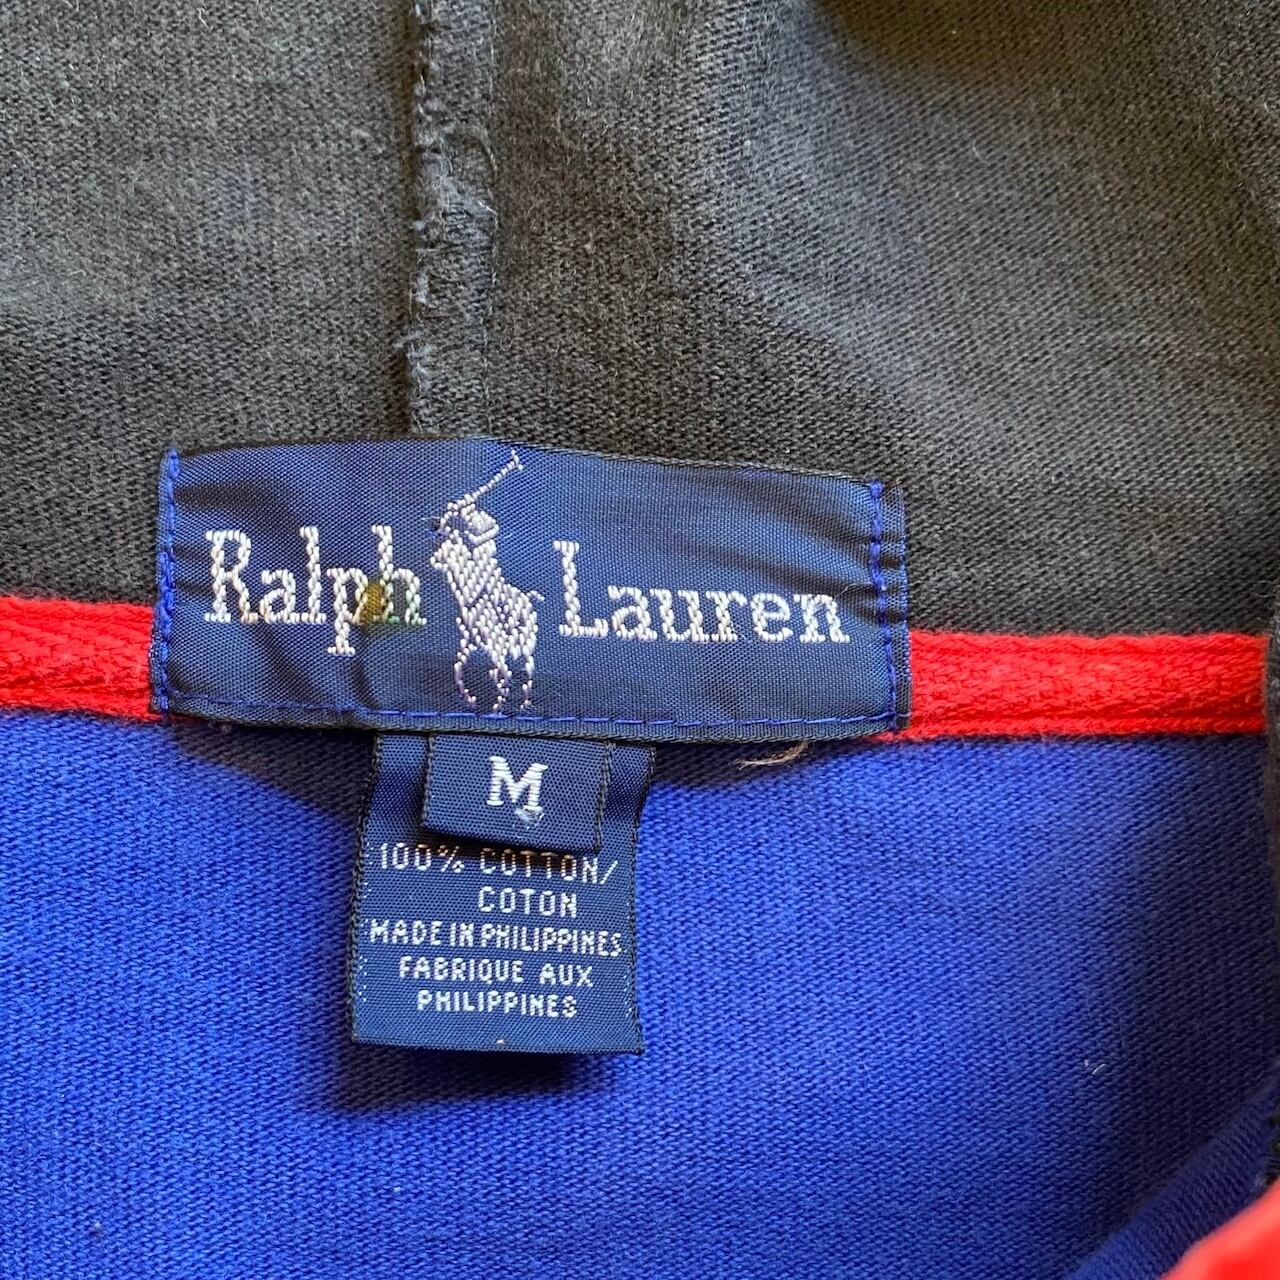 Ralph Lauren
M
100% COTTON/
COTON
MADE IN PHILIPPINES
FABRIQUE AUX
PHILIPPINES